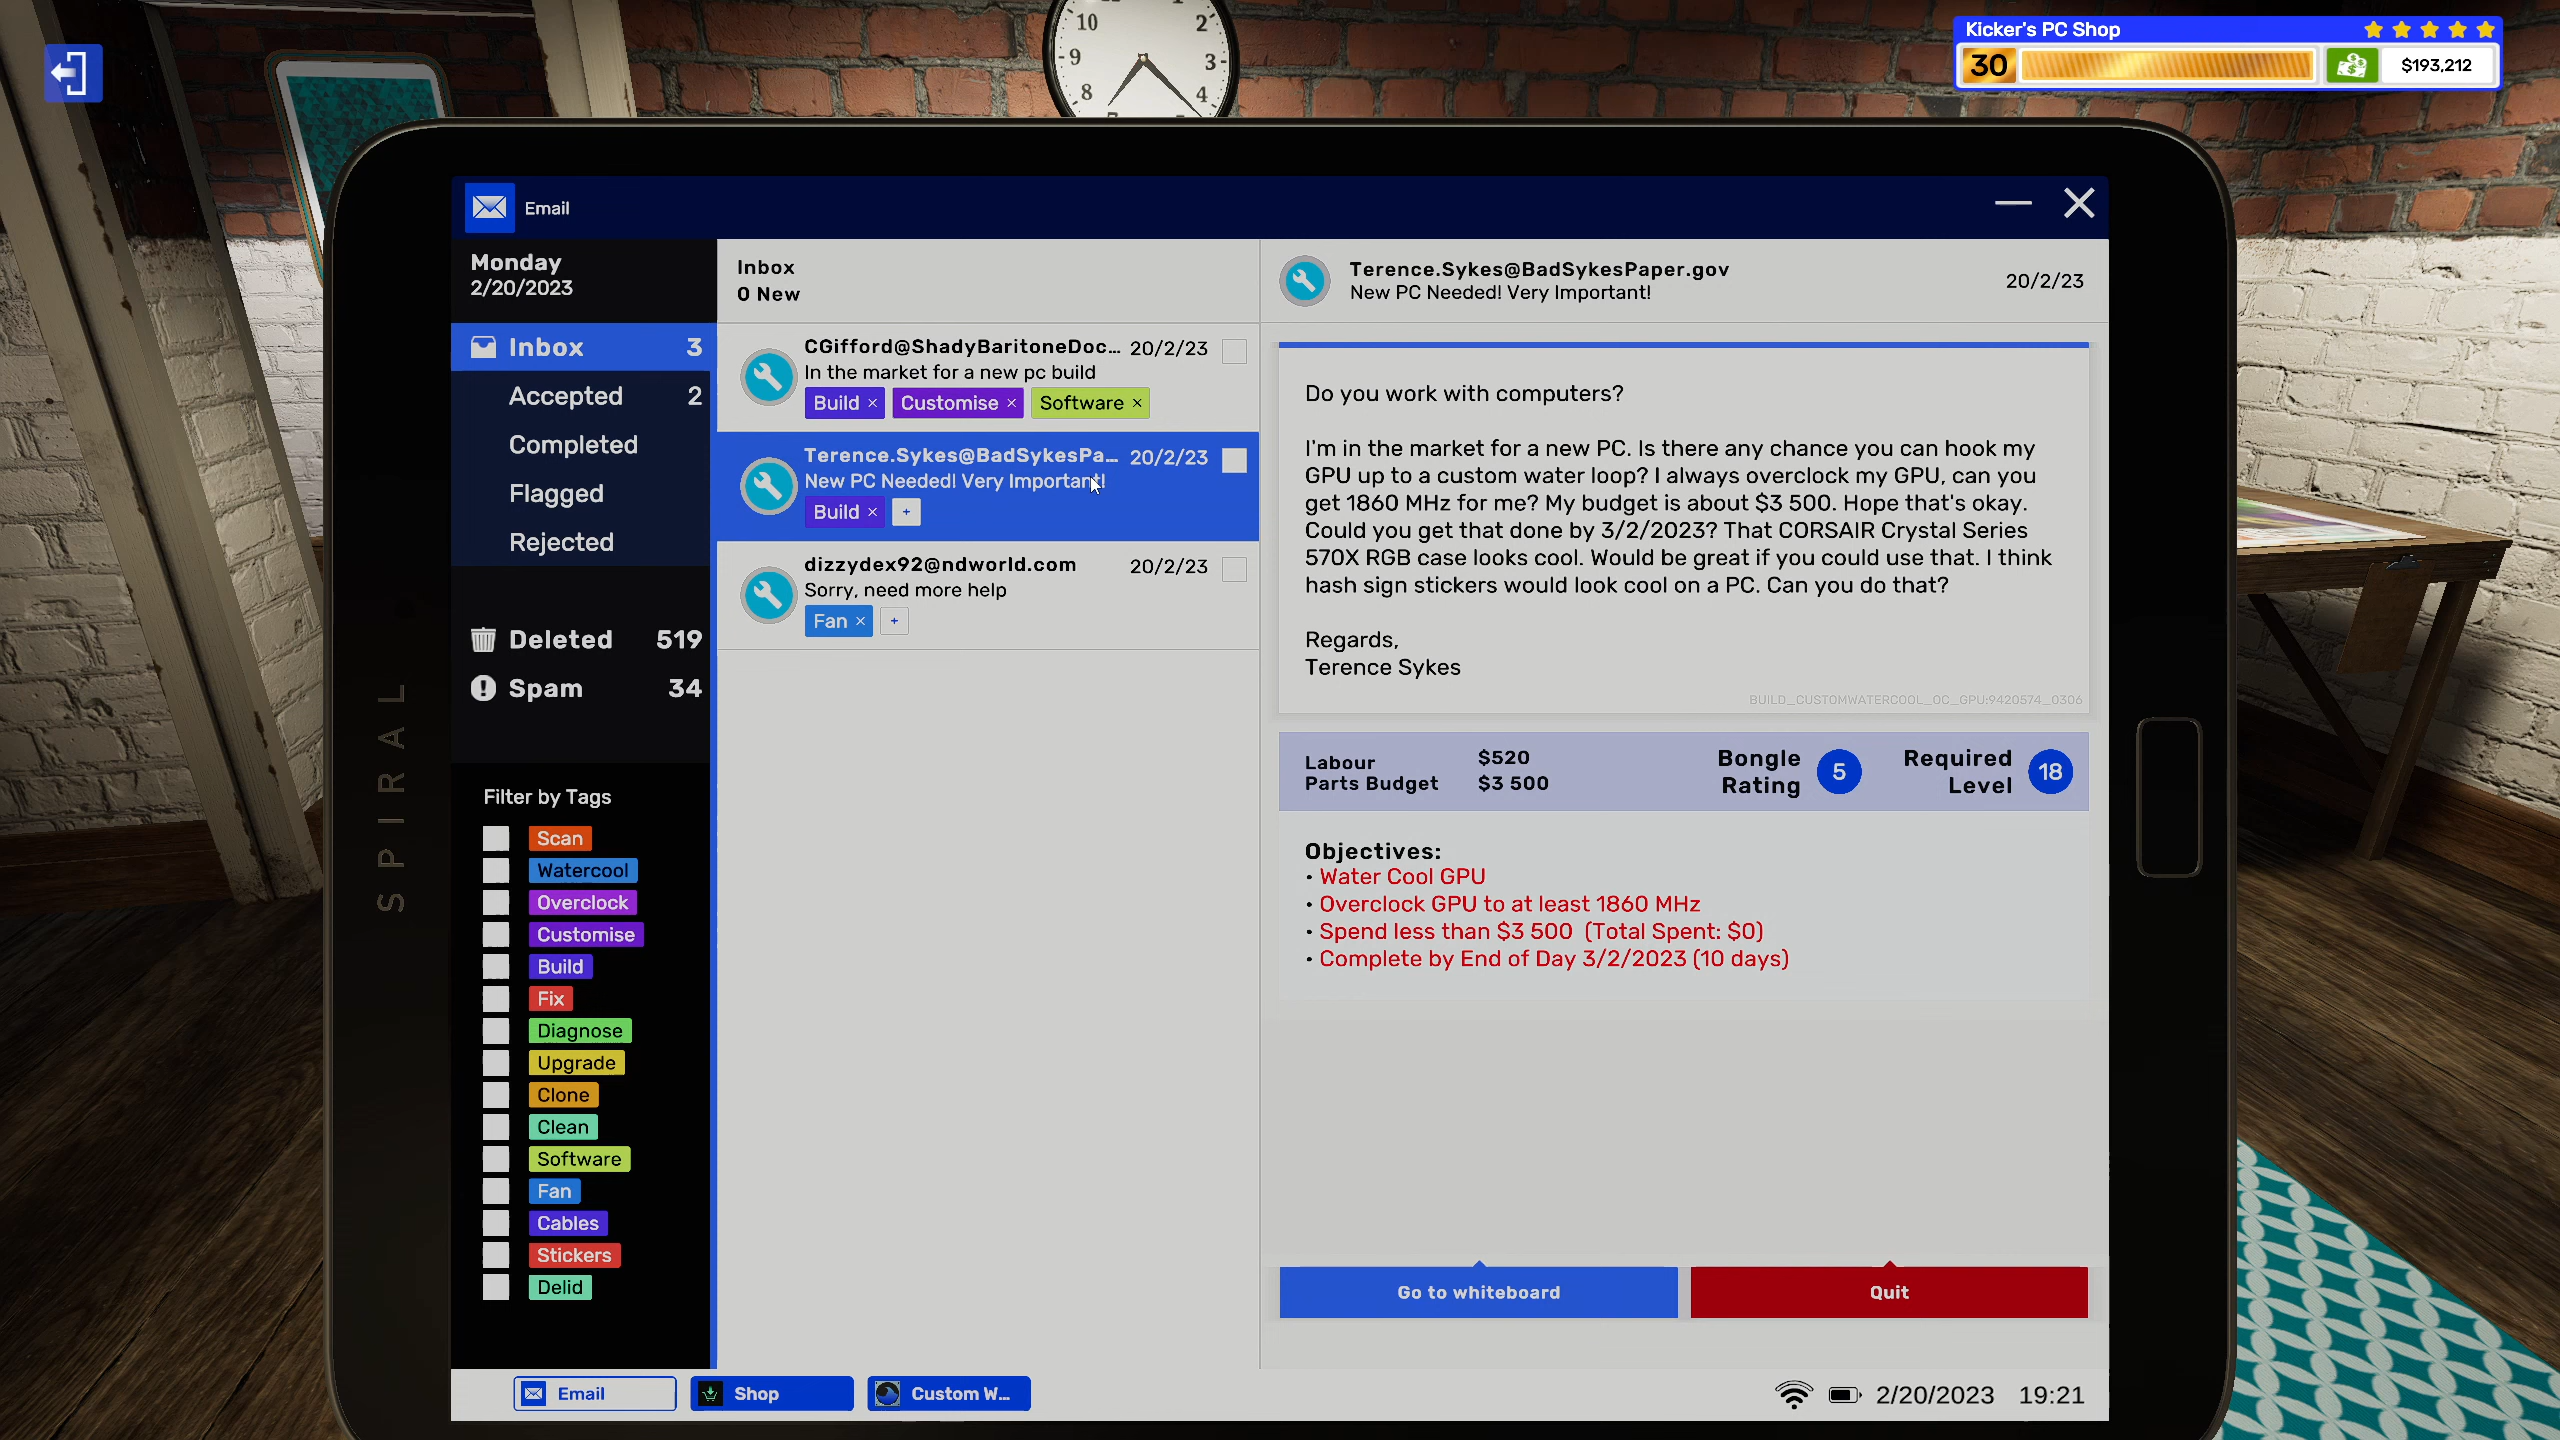 10
2
9
3
8
4
Kicker's PC Shop
30
$193,212
Email
Monday
2/20/2023
Inbox 3
Accepted 2
Completed
Flagged
Rejected
Deleted 519
Spam 34
Filter by Tags
Scan
Watercool
Overclock
Customise
Build
Fix
Diagnose
Upgrade
Clone
Clean
Software
Fan
Cables
Stickers
Delid
Inbox
0 New
CGifford@ShadyBaritoneDoc... 20/2/23
In the market for a new pc build
Build × Customise × Software ×
Terence.Sykes@BadSykesPa... 20/2/23
New PC Needed! Very Important!
Build × +
dizzydex92@ndworld.com 20/2/23
Sorry, need more help
Fan × +
Terence.Sykes@BadSykesPaper.gov
New PC Needed! Very Important!
20/2/23
Do you work with computers?
I'm in the market for a new PC. Is there any chance you can hook my
GPU up to a custom water loop? I always overclock my GPU, can you
get 1860 MHz for me? My budget is about $3 500. Hope that's okay.
Could you get that done by 3/2/2023? That CORSAIR Crystal Series
570X RGB case looks cool. Would be great if you could use that. I think
hash sign stickers would look cool on a PC. Can you do that?
Regards,
Terence Sykes
BUILD_CUSTOMWATERCOOL_OC_GPU:9420574_0306
Labour $520
Parts Budget $3 500
Bongle
Rating 5
Required
Level 18
Objectives:
• Water Cool GPU
• Overclock GPU to at least 1860 MHz
• Spend less than $3 500 (Total Spent: $0)
• Complete by End of Day 3/2/2023 (10 days)
Go to whiteboard
Quit
Email
Shop
Custom W...
2/20/2023 19:21
SPIRAL